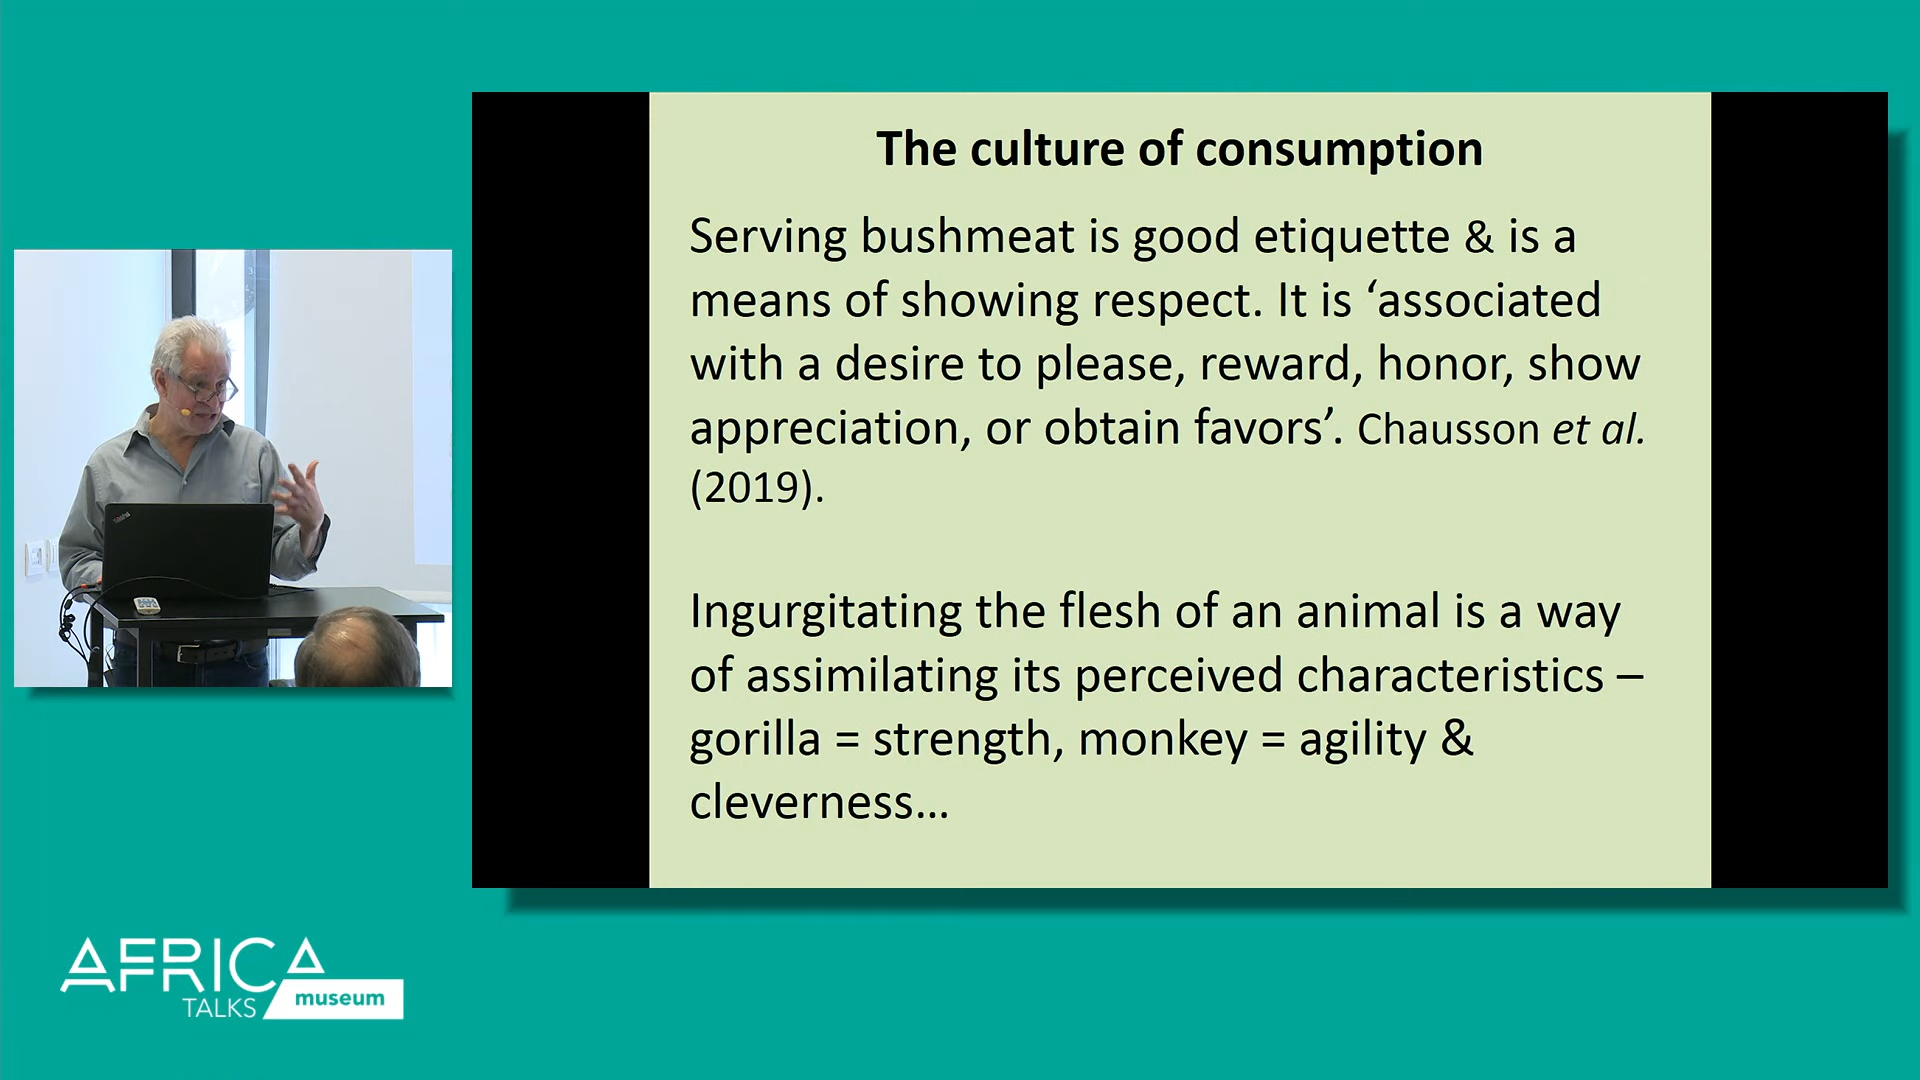 The culture of consumption
Serving bushmeat is good etiquette & is a
means of showing respect. It is ‘associated
with a desire to please, reward, honor, show
appreciation, or obtain favors’. Chausson et al.
(2019).
Ingurgitating the flesh of an animal is a way
of assimilating its perceived characteristics –
gorilla = strength, monkey = agility &
cleverness…
AFRICA
TALKS museum